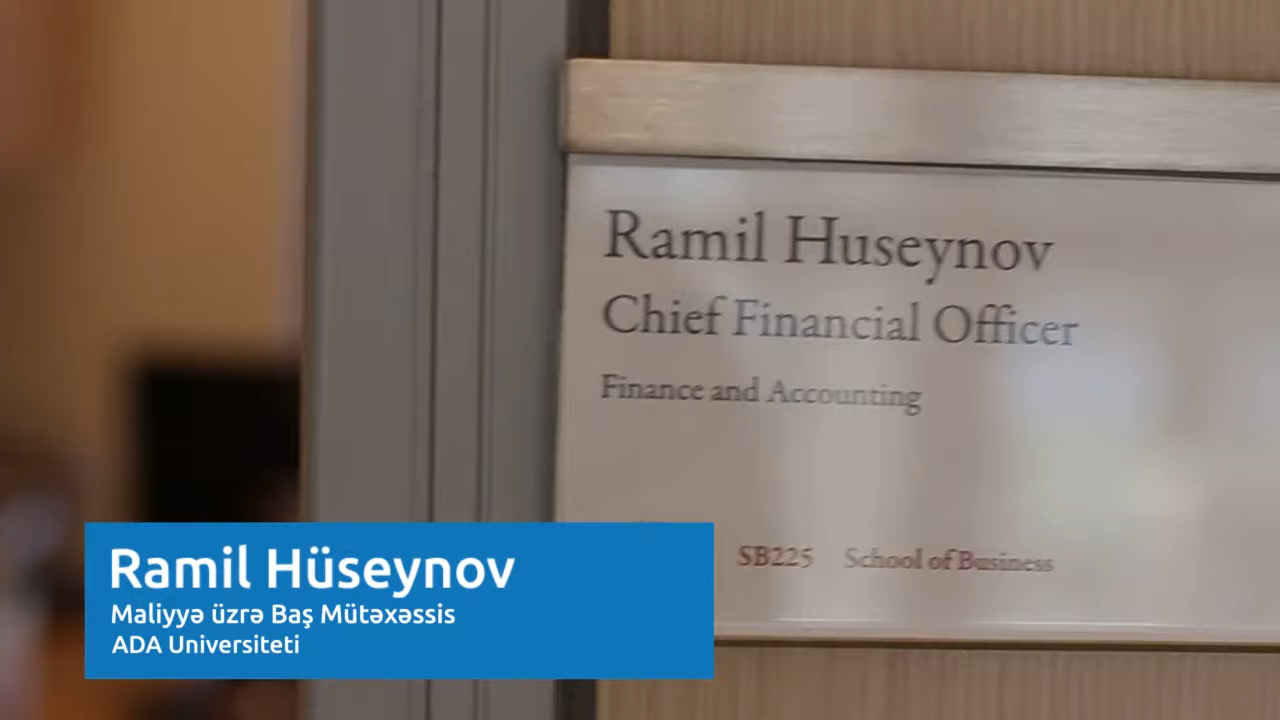 Ramil Huseynov
Chief Financial Officer
Finance and Accounting
SB225 School of Business
Ramil Hüseynov
Maliyyə üzrə Baş Mütəxəssis
ADA Universiteti